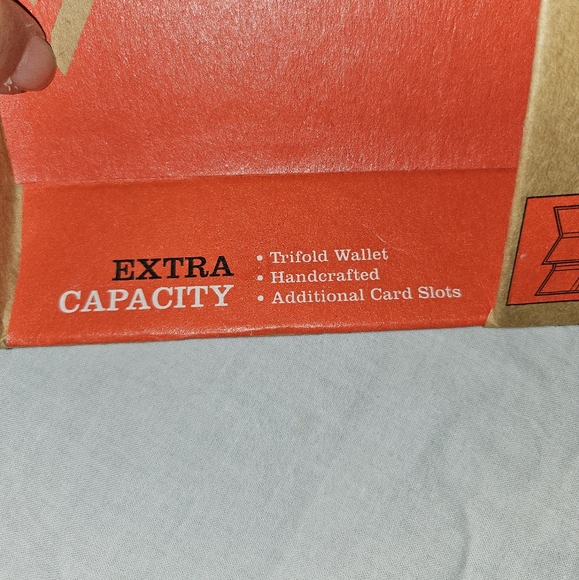 EXTRA
CAPACITY
• Trifold Wallet
• Handcrafted
• Additional Card Slots